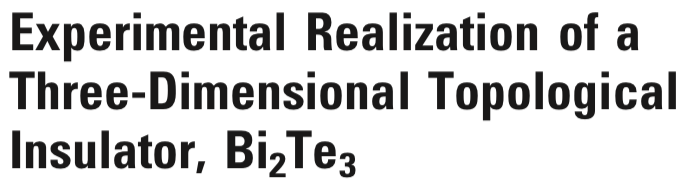 Experimental Realization of a
Three-Dimensional Topological
Insulator, Bi₂Te₃